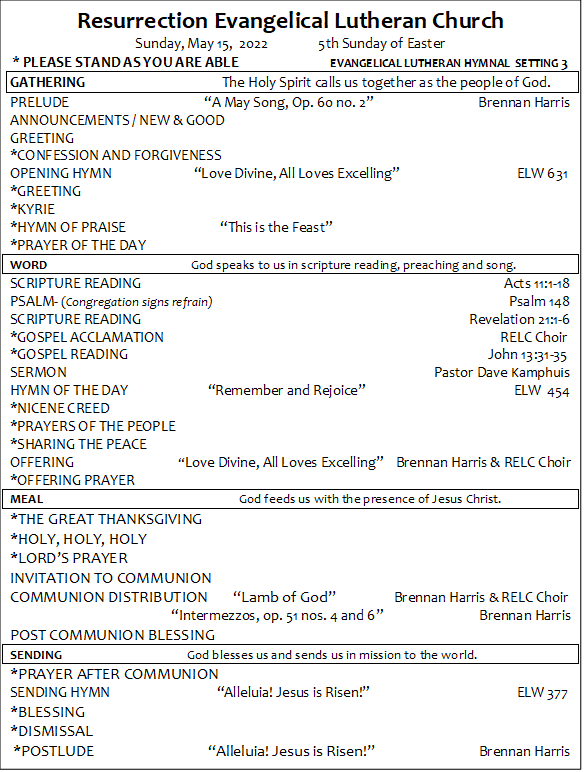 Resurrection Evangelical Lutheran Church
Sunday, May 15, 2022 5th Sunday of Easter
* PLEASE STAND AS YOU ARE ABLE EVANGELICAL LUTHERAN HYMNAL SETTING 3
GATHERING The Holy Spirit calls us together as the people of God.
PRELUDE “A May Song, Op. 60 no. 2” Brennan Harris
ANNOUNCEMENTS / NEW & GOOD
GREETING
*CONFESSION AND FORGIVENESS
OPENING HYMN “Love Divine, All Loves Excelling” ELW 631
*GREETING
*KYRIE
*HYMN OF PRAISE “This is the Feast”
*PRAYER OF THE DAY
WORD God speaks to us in scripture reading, preaching and song.
SCRIPTURE READING Acts 11:1-18
PSALM- (Congregation signs refrain) Psalm 148
SCRIPTURE READING Revelation 21:1-6
*GOSPEL ACCLAMATION RELC Choir
*GOSPEL READING John 13:31-35
SERMON Pastor Dave Kamphuis
HYMN OF THE DAY “Remember and Rejoice” ELW 454
*NICENE CREED
*PRAYERS OF THE PEOPLE
*SHARING THE PEACE
OFFERING “Love Divine, All Loves Excelling” Brennan Harris & RELC Choir
*OFFERING PRAYER
MEAL God feeds us with the presence of Jesus Christ.
*THE GREAT THANKSGIVING
*HOLY, HOLY, HOLY
*LORD’S PRAYER
INVITATION TO COMMUNION
COMMUNION DISTRIBUTION “Lamb of God” Brennan Harris & RELC Choir
“Intermezzos, op. 51 nos. 4 and 6” Brennan Harris
POST COMMUNION BLESSING
SENDING God blesses us and sends us in mission to the world.
*PRAYER AFTER COMMUNION
SENDING HYMN “Alleluia! Jesus is Risen!” ELW 377
*BLESSING
*DISMISSAL
*POSTLUDE “Alleluia! Jesus is Risen!” Brennan Harris